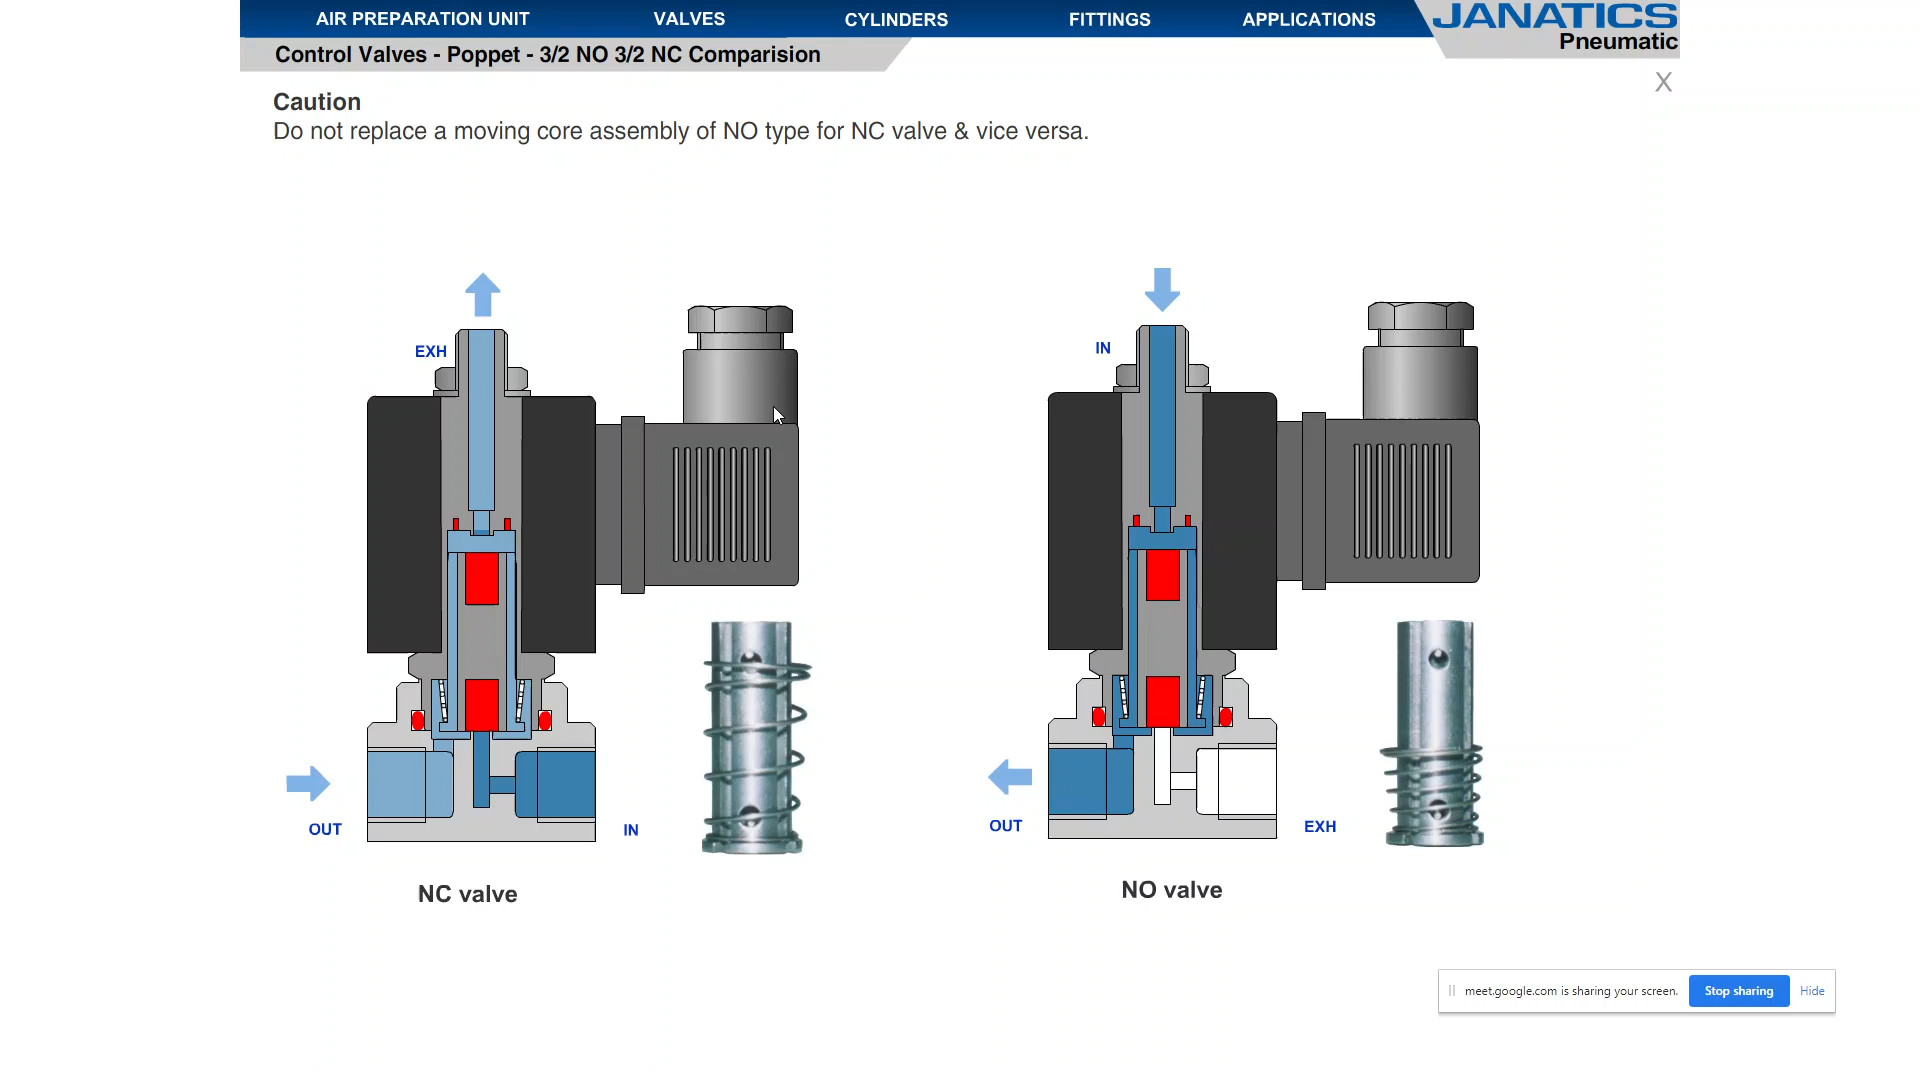 AIR PREPARATION UNIT VALVES CYLINDERS FITTINGS APPLICATIONS
JANATICS
Pneumatic
Control Valves - Poppet - 3/2 NO 3/2 NC Comparision
X
Caution
Do not replace a moving core assembly of NO type for NC valve & vice versa.
EXH
IN
OUT
IN
OUT
EXH
NC valve
NO valve
meet.google.com is sharing your screen. Stop sharing Hide